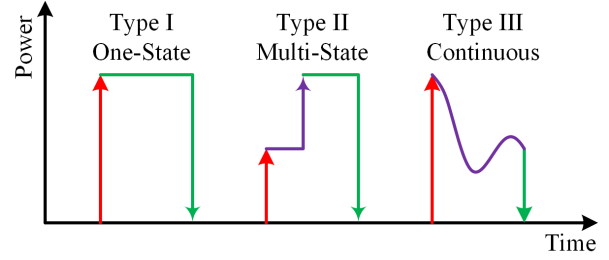 Power
Type I
One-State
Type II
Multi-State
Type III
Continuous
Time